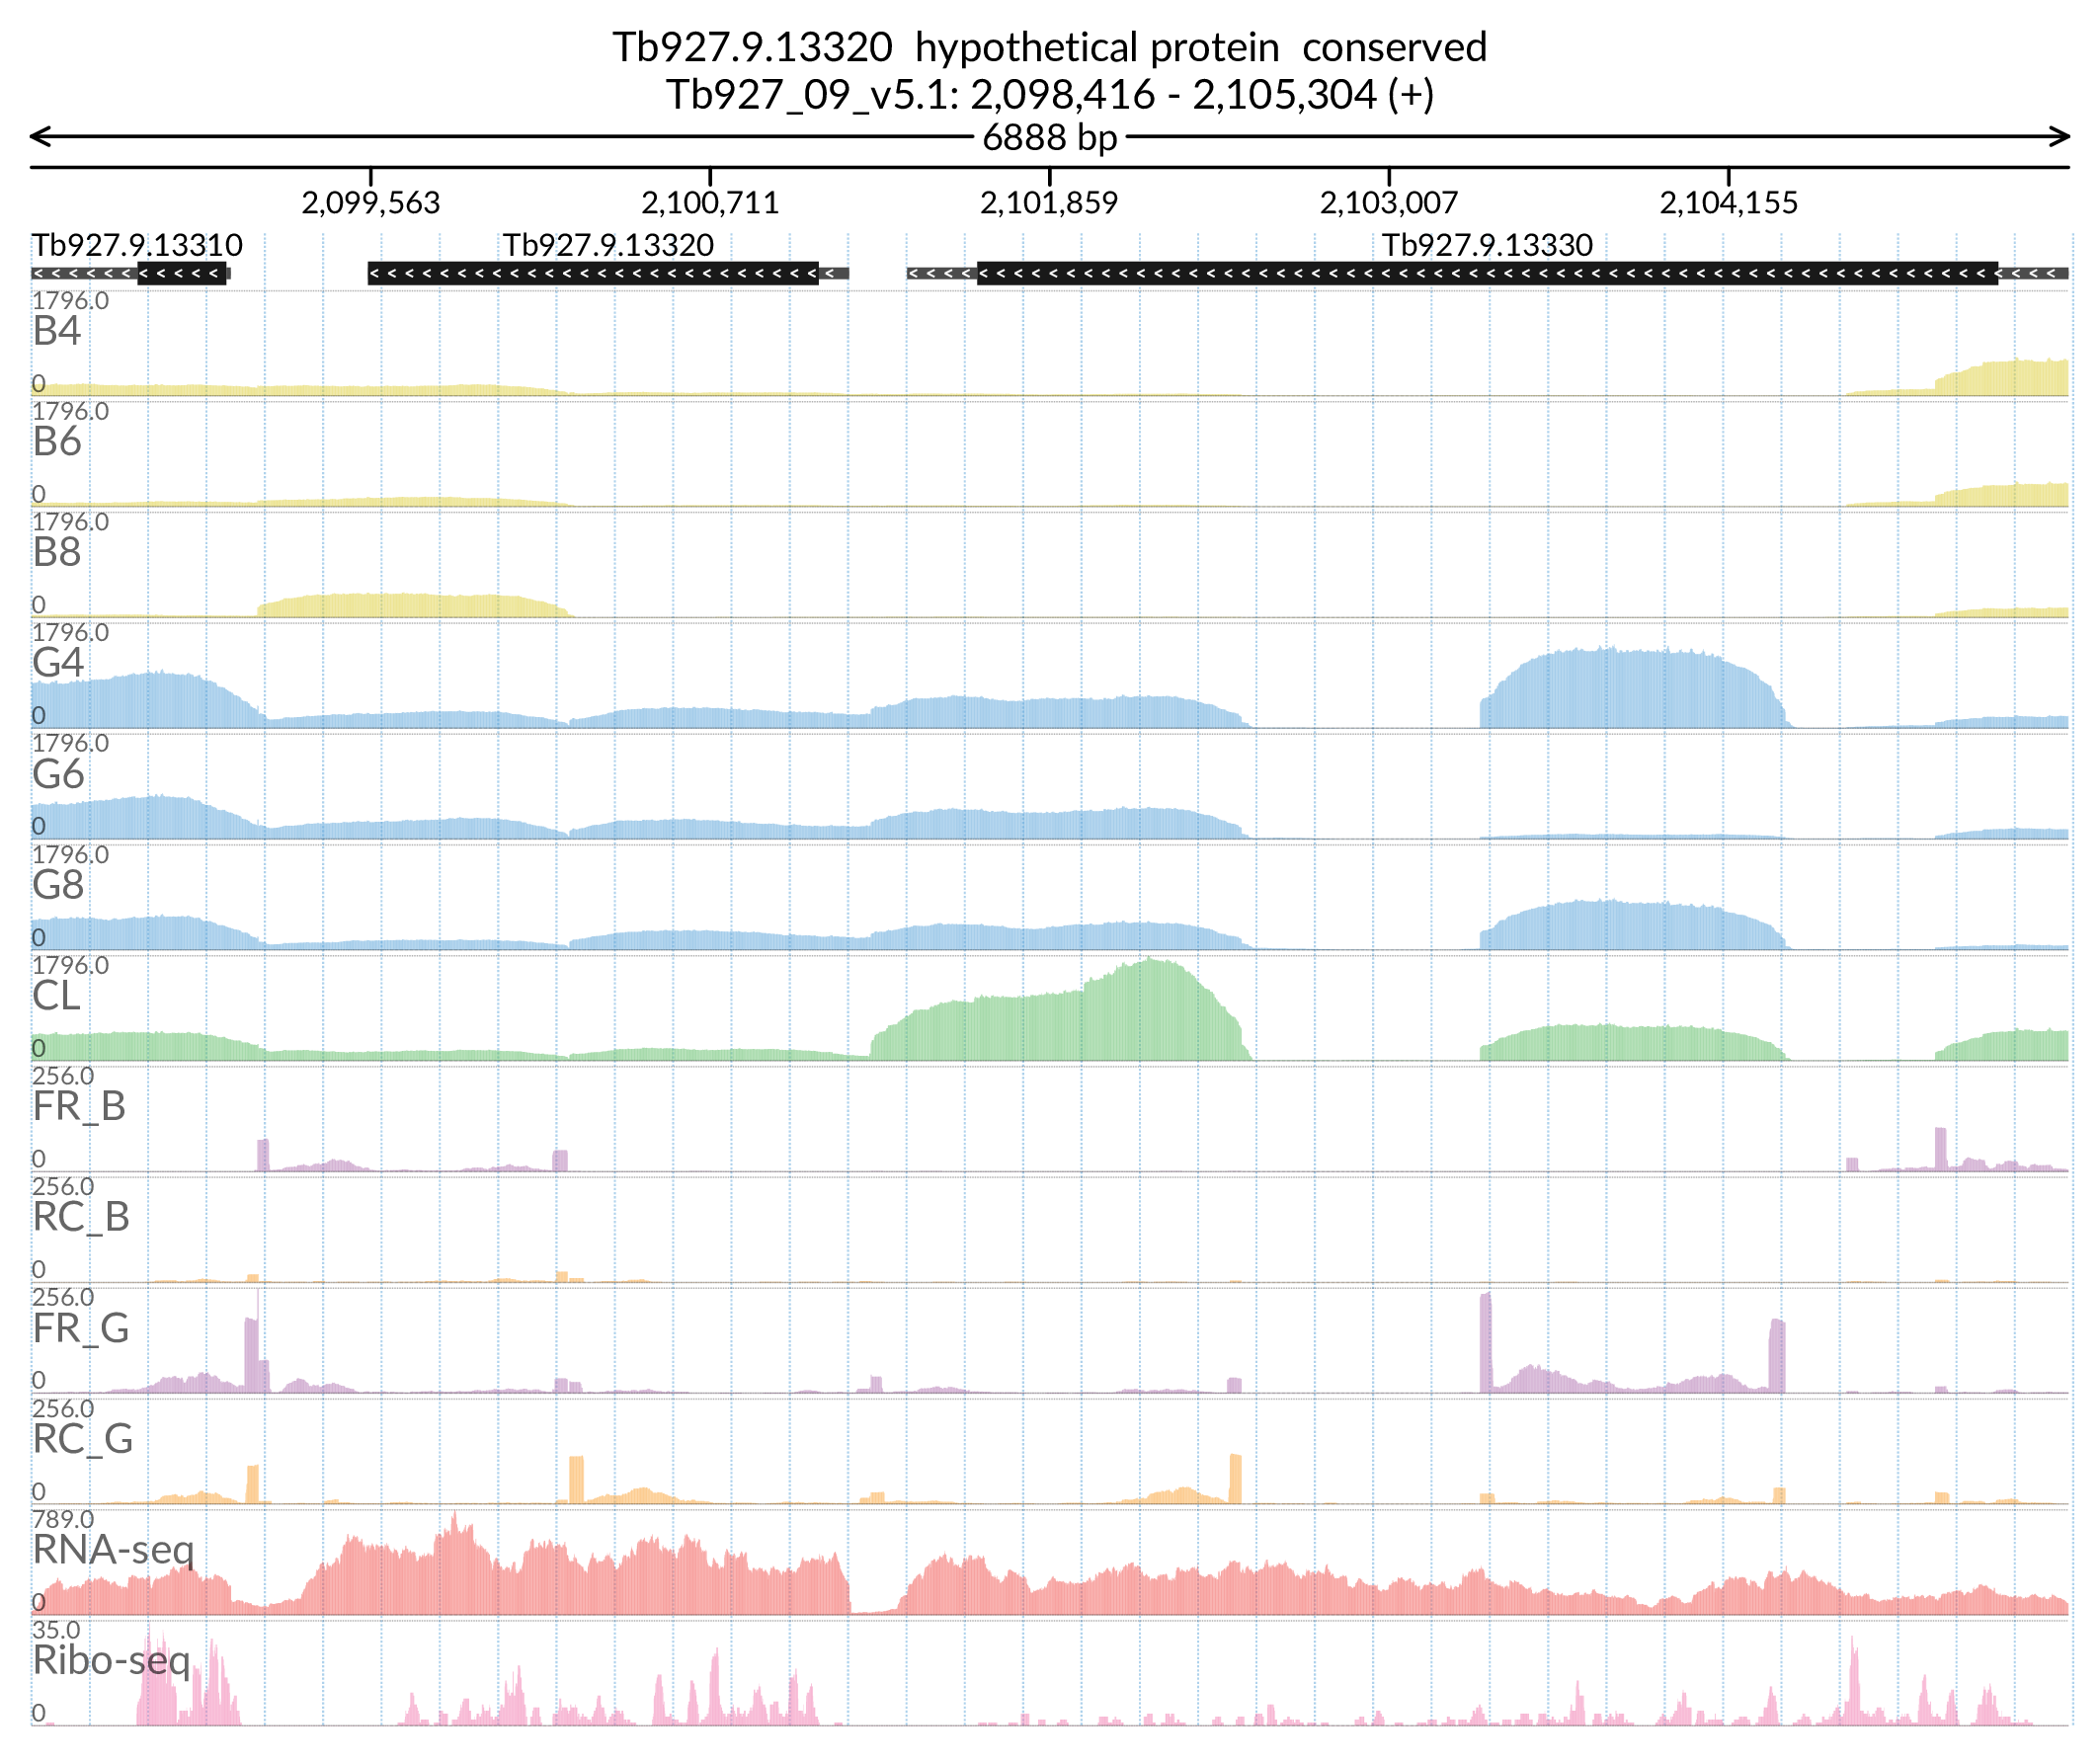 Tb927.9.13320  hypothetical protein  conserved
Tb927_09_v5.1: 2,098,416 - 2,105,304 (+)
6888 bp
2,099,563 2,100,711 2,101,859 2,103,007 2,104,155
Tb927.9.13310 Tb927.9.13320 Tb927.9.13330
1796.0
B4
0
1796.0
B6
0
1796.0
B8
0
1796.0
G4
0
1796.0
G6
0
1796.0
G8
0
1796.0
CL
0
256.0
FR_B
0
256.0
RC_B
0
256.0
FR_G
0
256.0
RC_G
0
789.0
RNA-seq
0
35.0
Ribo-seq
0